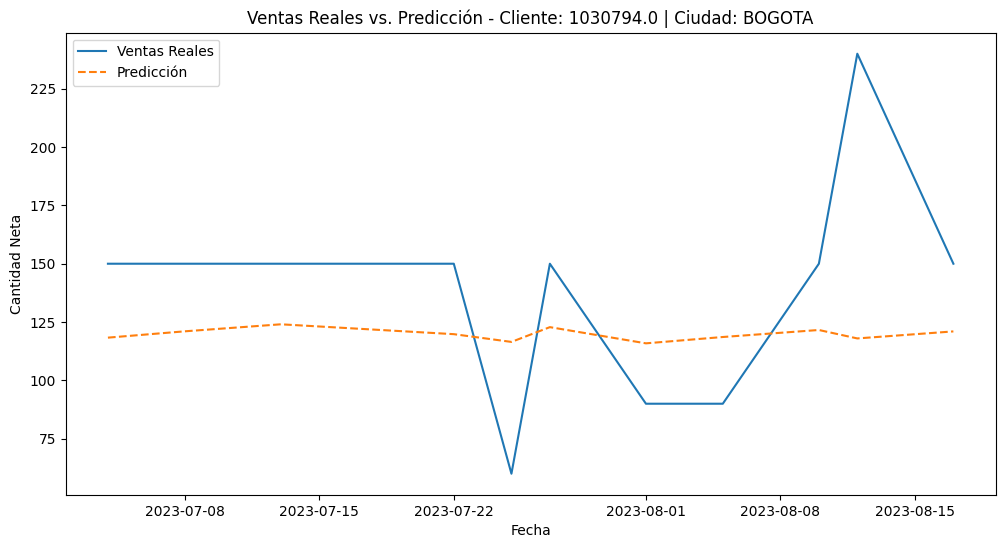 Ventas Reales vs. Predicción - Cliente: 1030794.0 | Ciudad: BOGOTA
Ventas Reales
Predicción
Cantidad Neta
225
200
175
150
125
100
75
2023-07-08
2023-07-15
2023-07-22
2023-08-01
2023-08-08
2023-08-15
Fecha